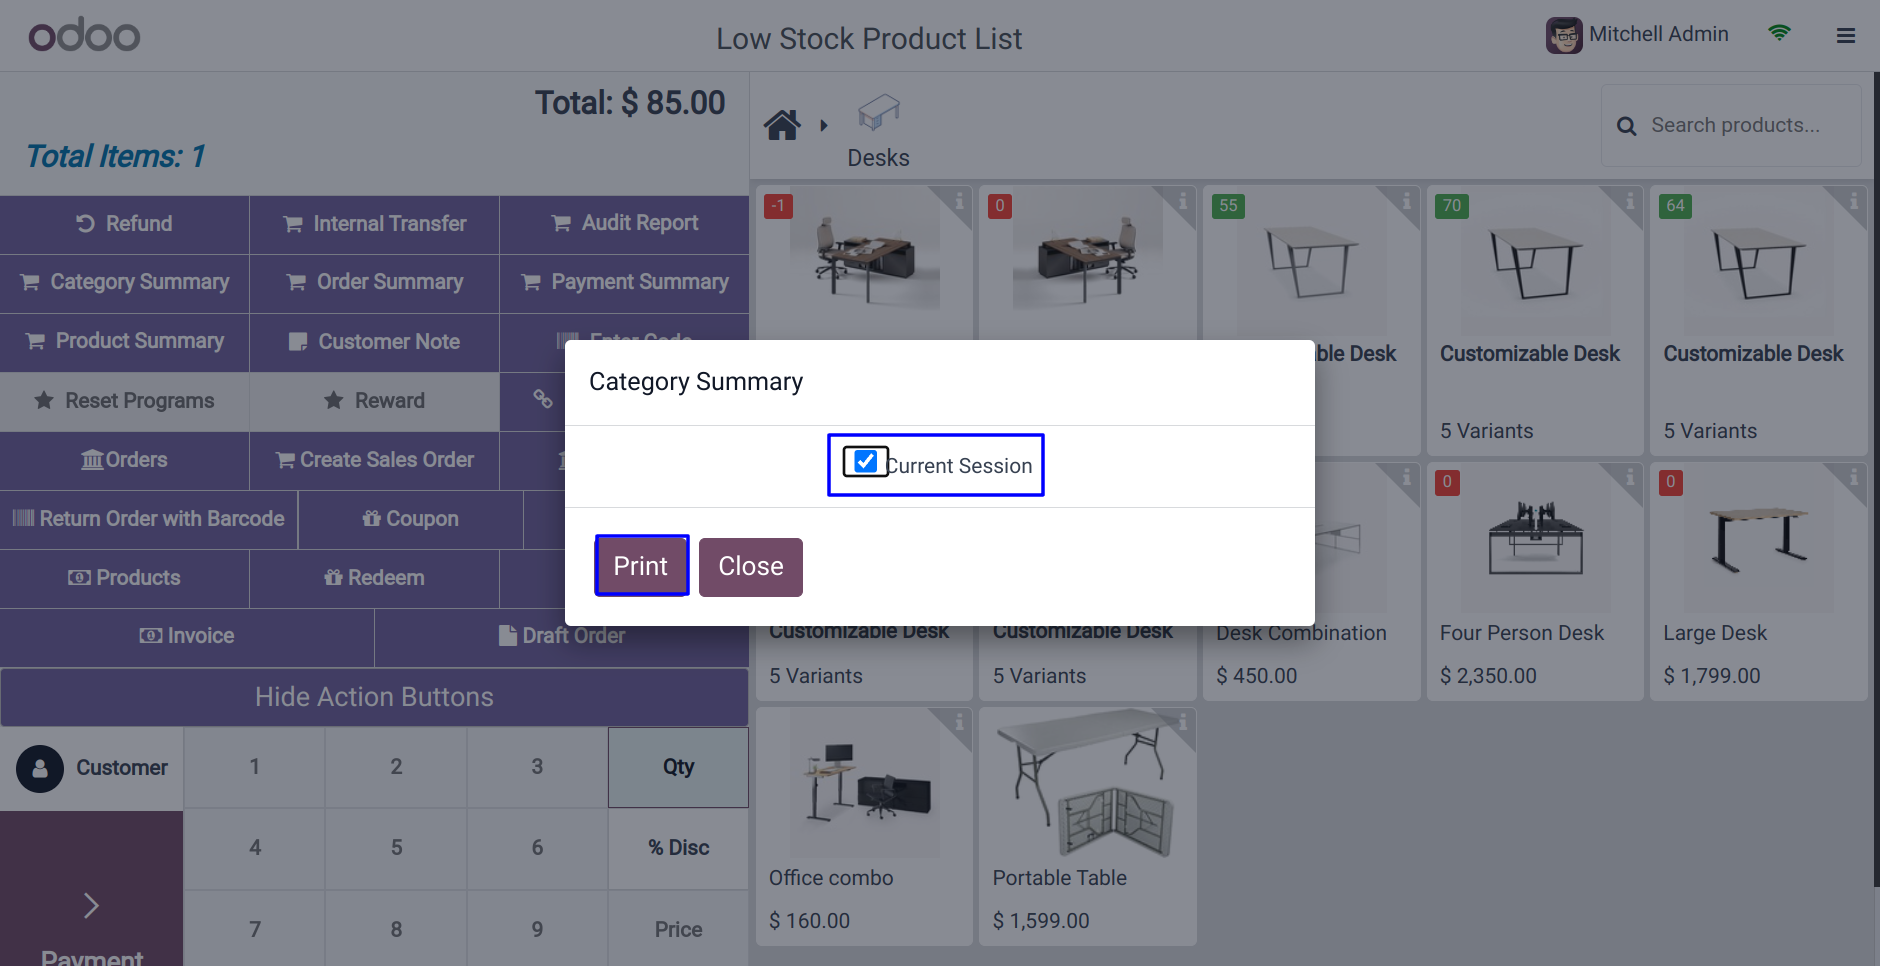 odoo
Low Stock Product List
Mitchell Admin
Total: $ 85.00
Total Items: 1
Desks
Search products...
Refund
Internal Transfer
Audit Report
Category Summary
Order Summary
Payment Summary
Product Summary
Customer Note
Enter Code
Reset Programs
Reward
Orders
Create Sales Order
Return Order with Barcode
Coupon
Products
Redeem
Invoice
Draft Order
Hide Action Buttons
Customer
1
2
3
Qty
4
5
6
% Disc
7
8
9
Price
Payment
Category Summary
Current Session
Print
Close
-1
0
55
70
64
ble Desk
Customizable Desk
Customizable Desk
5 Variants
5 Variants
0
0
Customizable Desk
Customizable Desk
Desk Combination
Four Person Desk
Large Desk
5 Variants
5 Variants
$ 450.00
$ 2,350.00
$ 1,799.00
Office combo
Portable Table
$ 160.00
$ 1,599.00